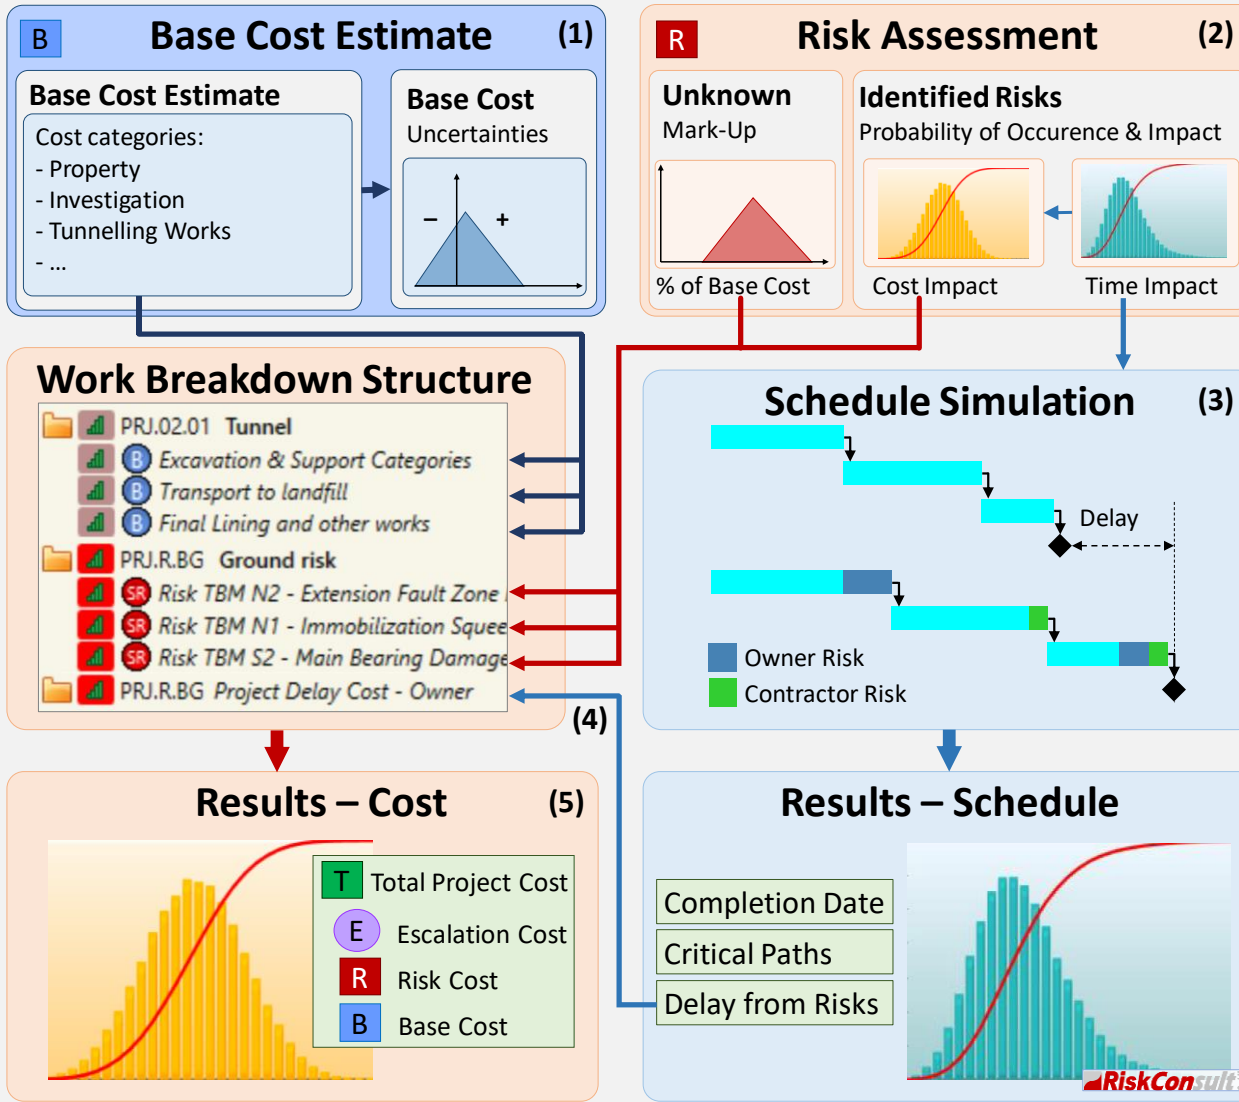 B
Base Cost Estimate
(1)
Base Cost Estimate
Cost categories:
- Property
- Investigation
- Tunnelling Works
- ...
Base Cost
Uncertainties
– +
R
Risk Assessment
(2)
Unknown
Mark-Up
% of Base Cost
Identified Risks
Probability of Occurence & Impact
Cost Impact
Time Impact
Work Breakdown Structure
PRJ.02.01 Tunnel
B Excavation & Support Categories
B Transport to landfill
B Final Lining and other works
PRJ.R.BG Ground risk
SR Risk TBM N2 - Extension Fault Zone
SR Risk TBM N1 - Immobilization Squee
SR Risk TBM S2 - Main Bearing Damage
PRJ.R.BG Project Delay Cost - Owner
(4)
Schedule Simulation
(3)
Delay
Owner Risk
Contractor Risk
Results – Cost
(5)
T Total Project Cost
E Escalation Cost
R Risk Cost
B Base Cost
Results – Schedule
Completion Date
Critical Paths
Delay from Risks
RiskConsult